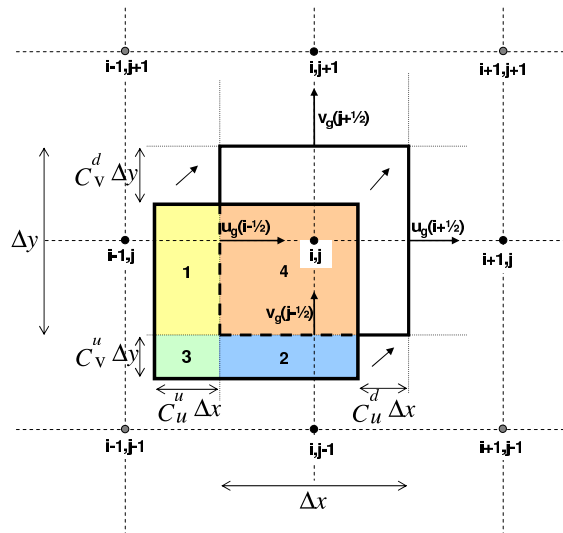 i-1,j+1
i,j+1
i+1,j+1
v_g(j+½)
C_v^d Δy
Δy
u_g(i-½)
u_g(i+½)
i-1,j
1
4
i,j
i+1,j
v_g(j-½)
C_v^u Δy
3
2
C_u^u Δx
C_u^d Δx
i-1,j-1
i,j-1
i+1,j-1
Δx